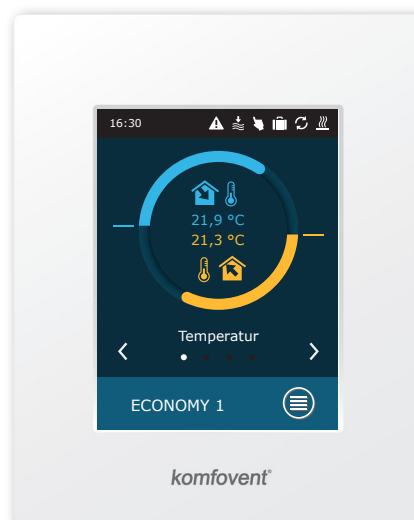 16:30
21,9 °C
21,3 °C
Temperatur
ECONOMY 1
komfovent®